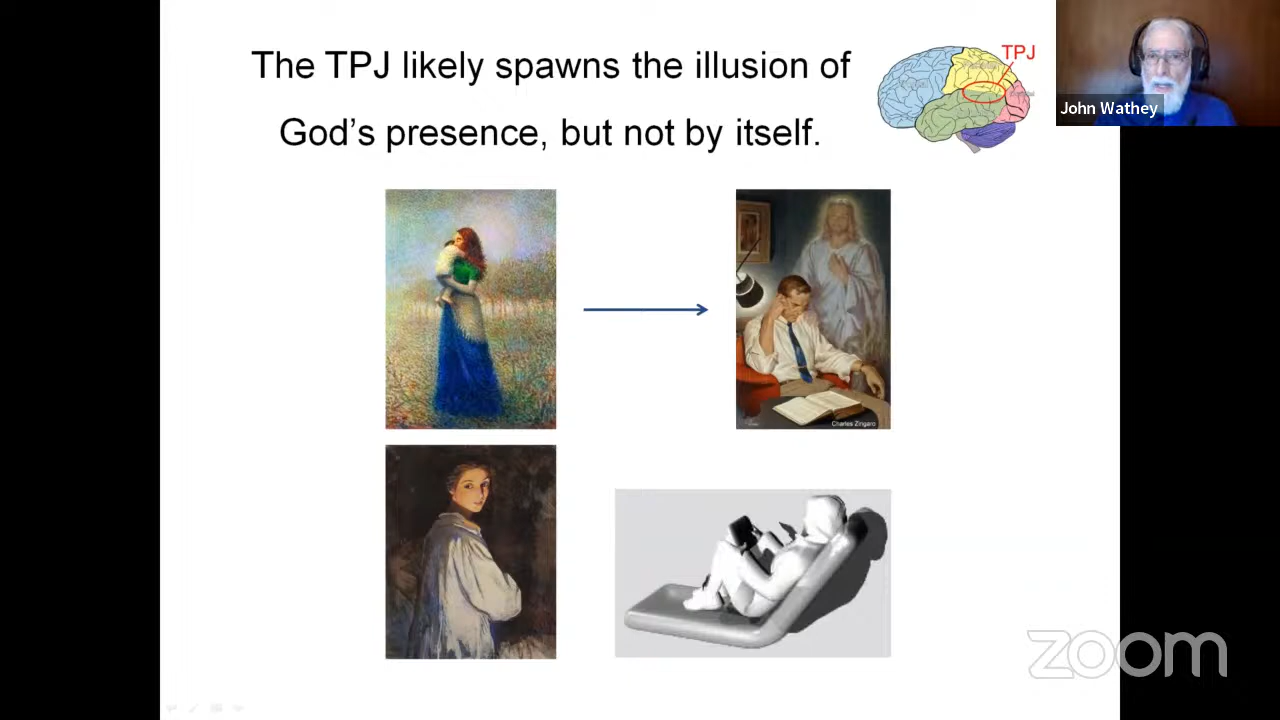 The TPJ likely spawns the illusion of
God's presence, but not by itself.
TPJ
John Wathey
Charles Zingaro
zoom